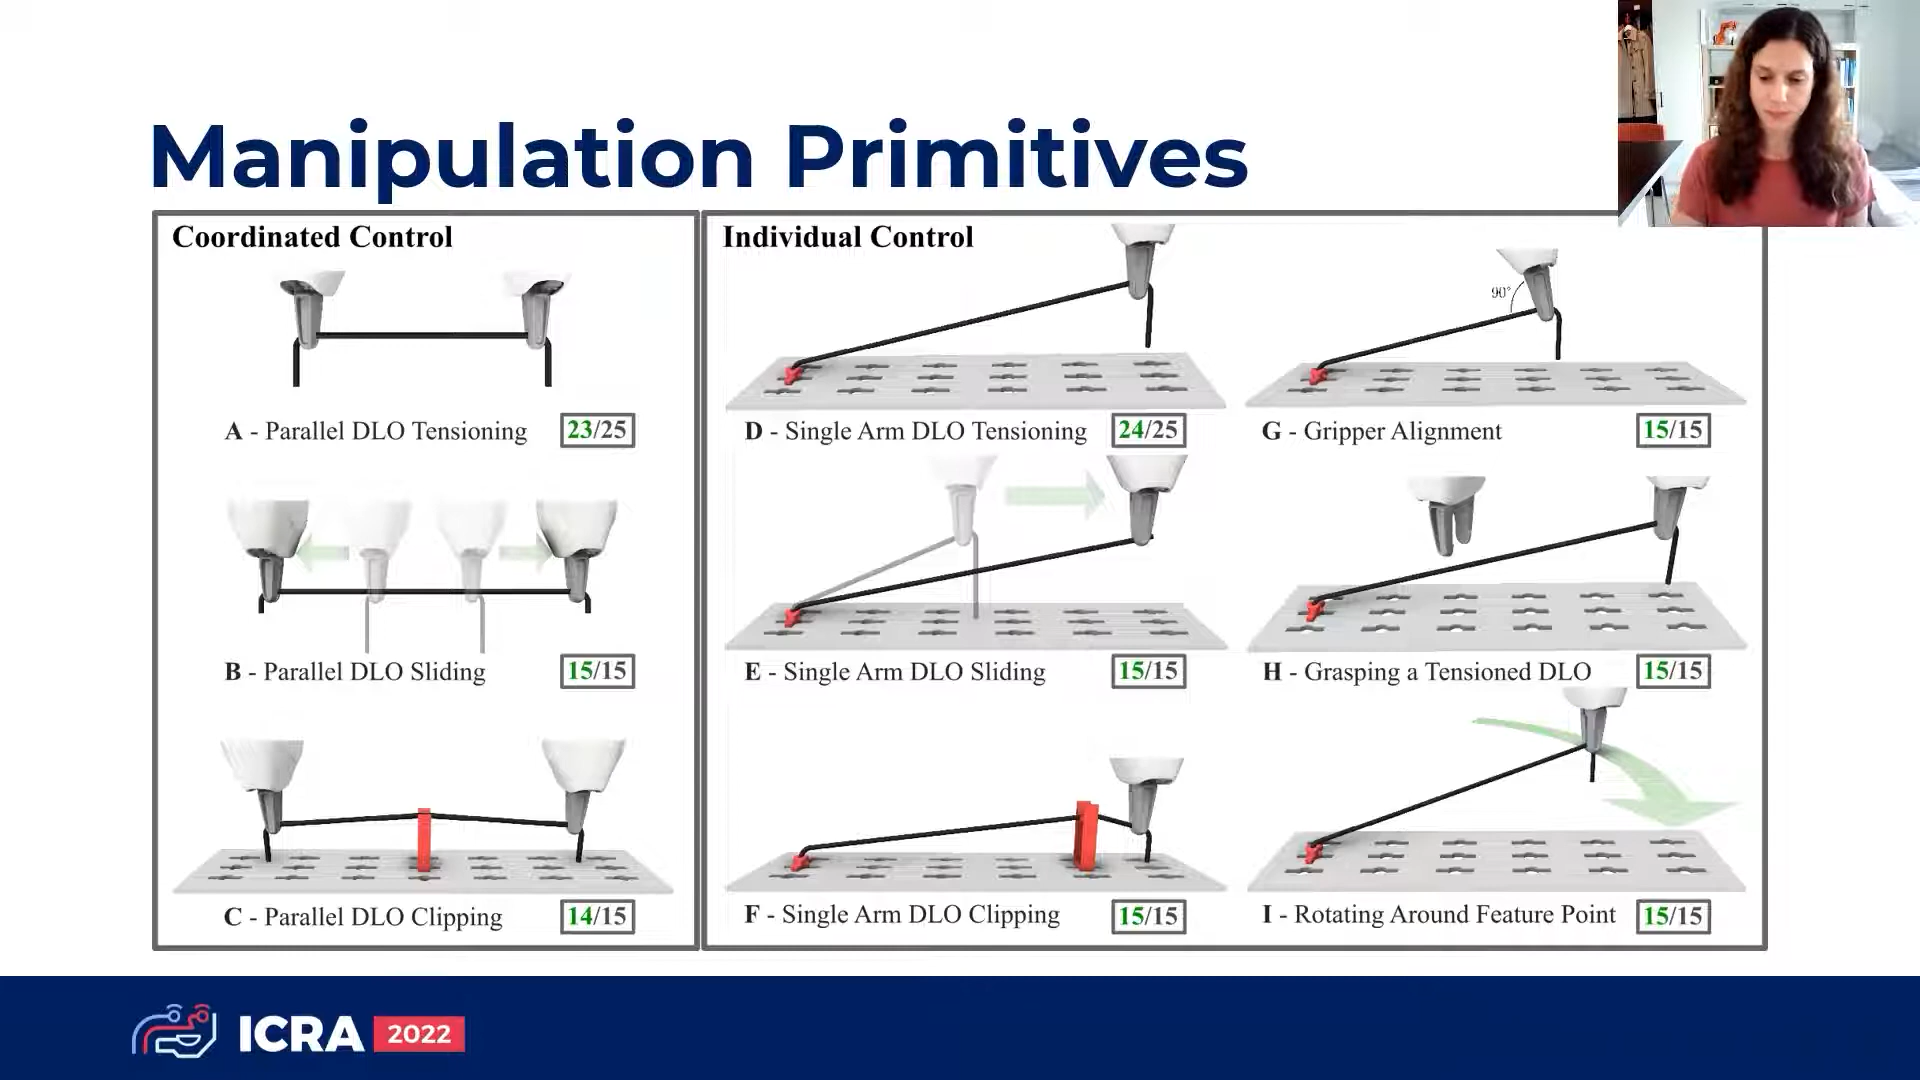 Manipulation Primitives
Coordinated Control
A - Parallel DLO Tensioning 23/25
B - Parallel DLO Sliding 15/15
C - Parallel DLO Clipping 14/15
Individual Control
D - Single Arm DLO Tensioning 24/25
E - Single Arm DLO Sliding 15/15
F - Single Arm DLO Clipping 15/15
90°
G - Gripper Alignment 15/15
H - Grasping a Tensioned DLO 15/15
I - Rotating Around Feature Point 15/15
ICRA 2022